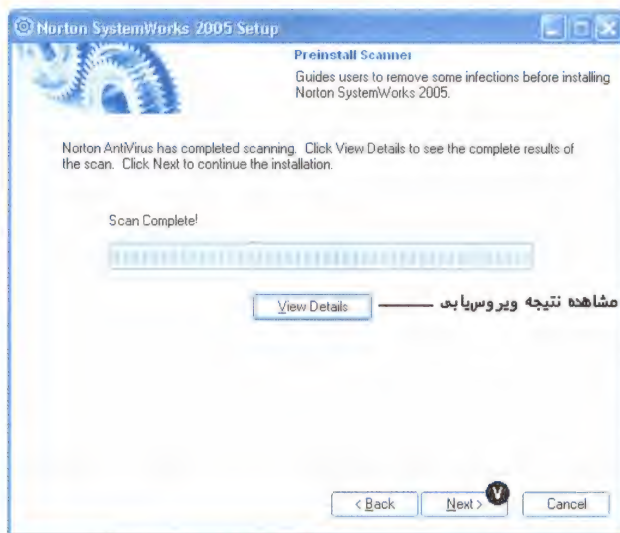 Norton SystemWorks 2005 Setup
Preinstall Scanner
Guides users to remove some infections before installing
Norton SystemWorks 2005.
Norton AntiVirus has completed scanning. Click View Details to see the complete results of
the scan. Click Next to continue the installation.
Scan Complete!
View Details
مشاهده نتیجه ویروس‌یابی
< Back
Next >
۷
Cancel